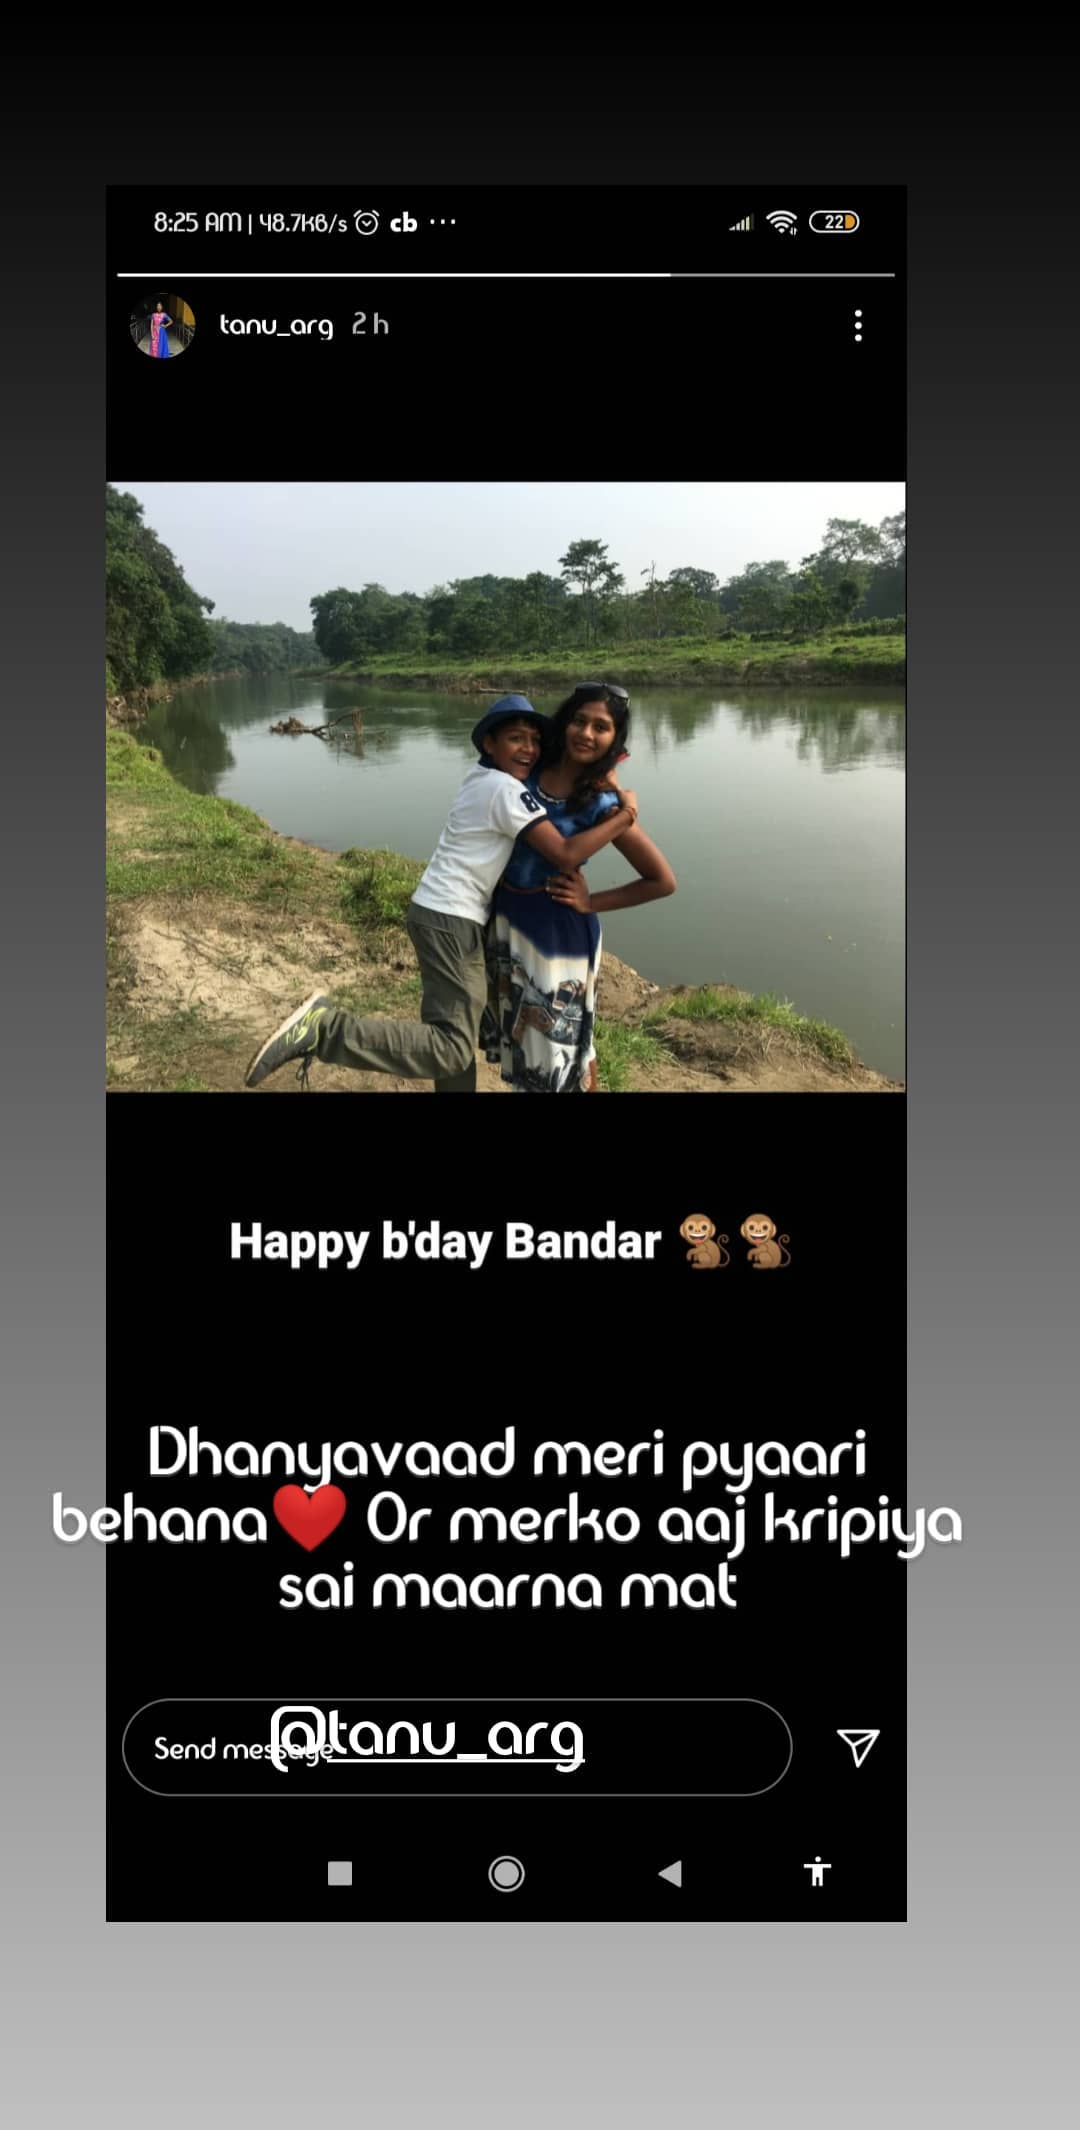 8:25 AM | 48.7KB/s cb ...
22
tanu_arg 2 h
8
Happy b'day Bandar 🐒🐒
Dhanyavaad meri pyaari
behana❤️ Or merko aaj kripiya
sai maarna mat
Send message
@tanu_arg